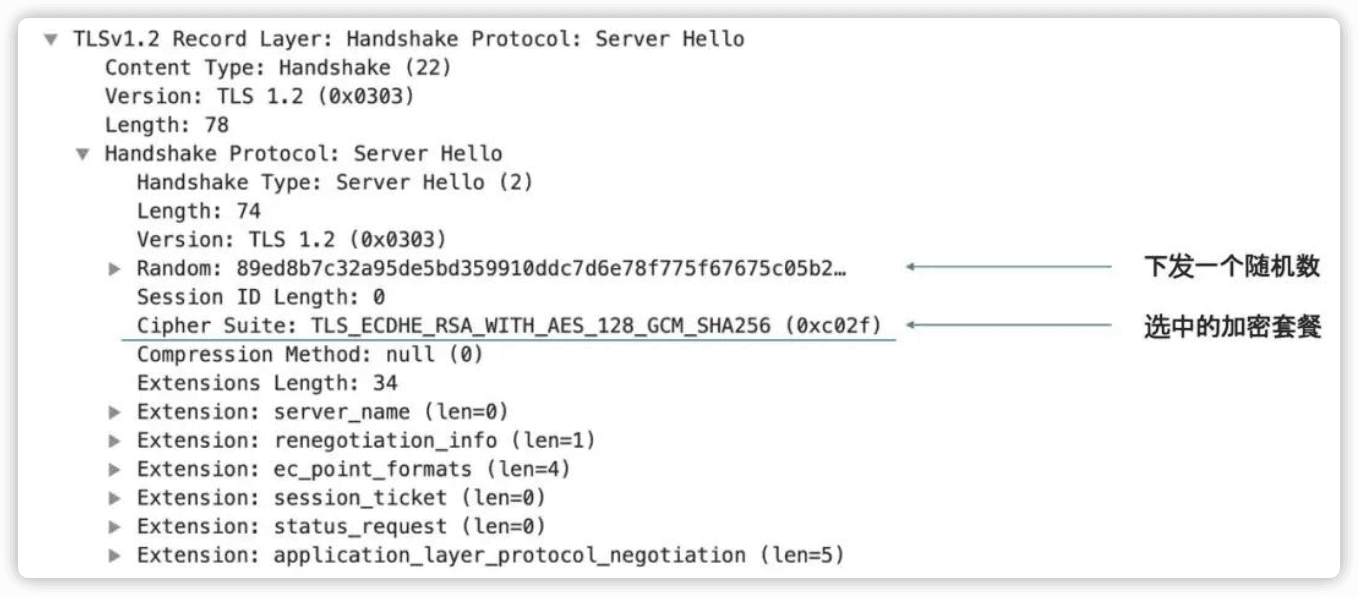 TLSv1.2 Record Layer: Handshake Protocol: Server Hello
Content Type: Handshake (22)
Version: TLS 1.2 (0x0303)
Length: 78
Handshake Protocol: Server Hello
Handshake Type: Server Hello (2)
Length: 74
Version: TLS 1.2 (0x0303)
Random: 89ed8b7c32a95de5bd359910ddc7d6e78f775f67675c05b2… 下发一个随机数
Session ID Length: 0
Cipher Suite: TLS_ECDHE_RSA_WITH_AES_128_GCM_SHA256 (0xc02f) 选中的加密套餐
Compression Method: null (0)
Extensions Length: 34
Extension: server_name (len=0)
Extension: renegotiation_info (len=1)
Extension: ec_point_formats (len=4)
Extension: session_ticket (len=0)
Extension: status_request (len=0)
Extension: application_layer_protocol_negotiation (len=5)